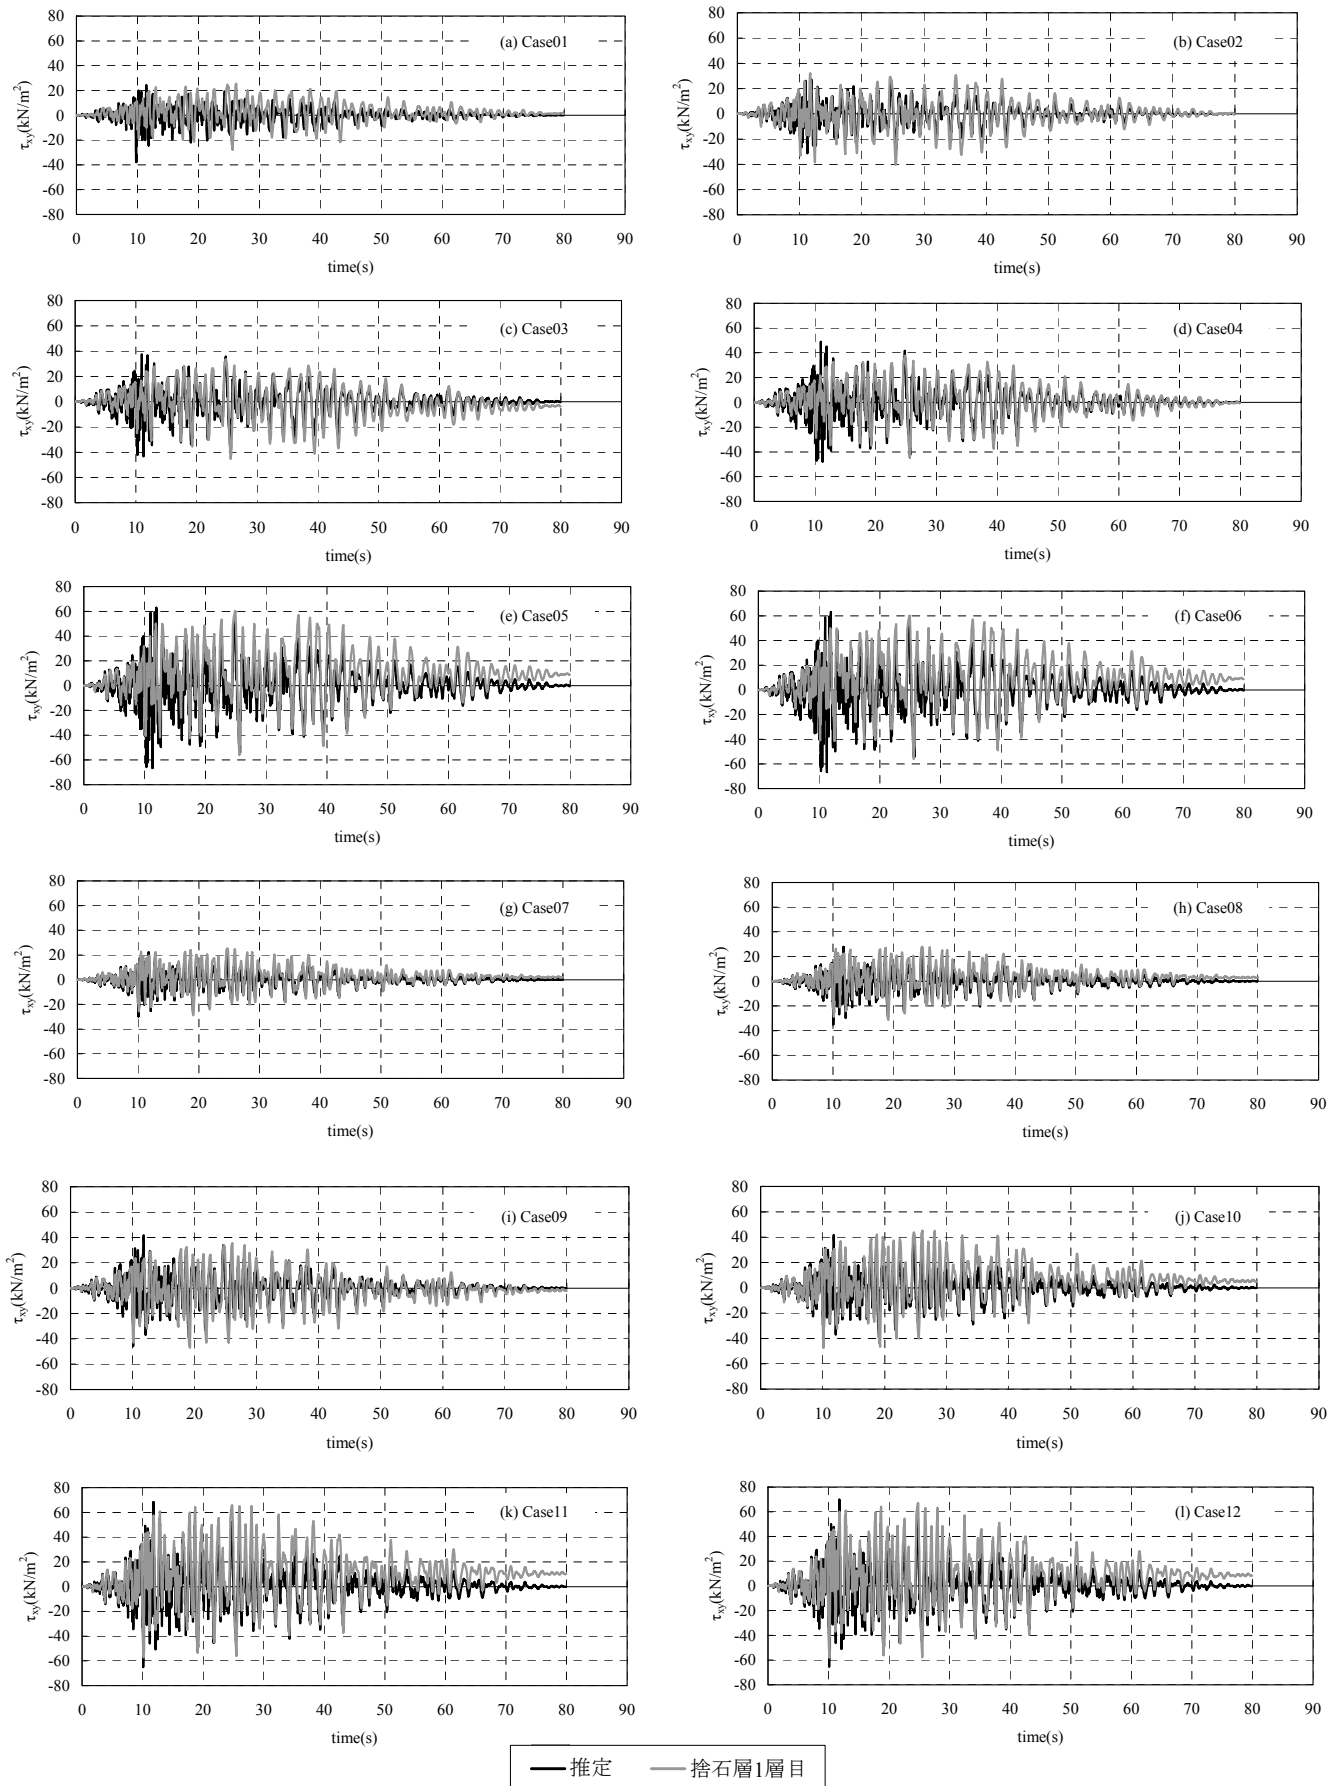 80
60
40
20
0
-20
-40
-60
-80
τxy(kN/m²)
(a) Case01
0 10 20 30 40 50 60 70 80 90
time(s)
80
60
40
20
0
-20
-40
-60
-80
τxy(kN/m²)
(b) Case02
0 10 20 30 40 50 60 70 80 90
time(s)
80
60
40
20
0
-20
-40
-60
-80
τxy(kN/m²)
(c) Case03
0 10 20 30 40 50 60 70 80 90
time(s)
80
60
40
20
0
-20
-40
-60
-80
τxy(kN/m²)
(d) Case04
0 10 20 30 40 50 60 70 80 90
time(s)
80
60
40
20
0
-20
-40
-60
-80
τxy(kN/m²)
(e) Case05
0 10 20 30 40 50 60 70 80 90
time(s)
80
60
40
20
0
-20
-40
-60
-80
τxy(kN/m²)
(f) Case06
0 10 20 30 40 50 60 70 80 90
time(s)
80
60
40
20
0
-20
-40
-60
-80
τxy(kN/m²)
(g) Case07
0 10 20 30 40 50 60 70 80 90
time(s)
80
60
40
20
0
-20
-40
-60
-80
τxy(kN/m²)
(h) Case08
0 10 20 30 40 50 60 70 80 90
time(s)
80
60
40
20
0
-20
-40
-60
-80
τxy(kN/m²)
(i) Case09
0 10 20 30 40 50 60 70 80 90
time(s)
80
60
40
20
0
-20
-40
-60
-80
τxy(kN/m²)
(j) Case10
0 10 20 30 40 50 60 70 80 90
time(s)
80
60
40
20
0
-20
-40
-60
-80
τxy(kN/m²)
(k) Case11
0 10 20 30 40 50 60 70 80 90
time(s)
80
60
40
20
0
-20
-40
-60
-80
τxy(kN/m²)
(l) Case12
0 10 20 30 40 50 60 70 80 90
time(s)
推定 捨石層1層目